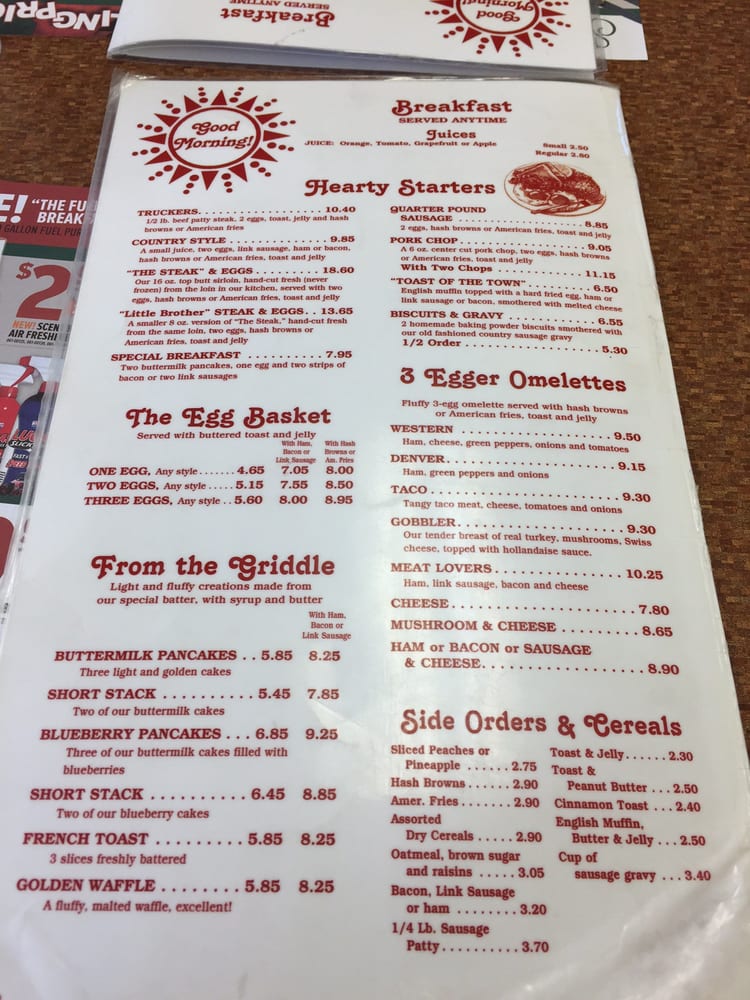 LING PRIC
Breakfast
SERVED ANYTIME
Good
Morning!
E! "THE FU
BREAK
GALLON FUEL PUR
$2
NEW! SCEN
AIR FRESH
Good
Morning!
Breakfast
SERVED ANYTIME
Juices
JUICE: Orange, Tomato, Grapefruit or Apple
Small 2.50
Regular 2.80
Hearty Starters
TRUCKERS. 10.40
1/2 lb. beef patty steak, 2 eggs, toast, jelly and hash
browns or American fries
COUNTRY STYLE 9.85
A small juice, two eggs, link sausage, ham or bacon,
hash browns or American fries, toast and jelly
"THE STEAK" & EGGS 18.60
Our 16 oz. top butt sirloin, hand-cut fresh (never
frozen) from the loin in our kitchen, served with two
eggs, hash browns or American fries, toast and jelly
"Little Brother" STEAK & EGGS. 13.65
A smaller 8 oz. version of "The Steak," hand-cut fresh
from the same loin, two eggs, hash browns or
American fries, toast and jelly
SPECIAL BREAKFAST 7.95
Two buttermilk pancakes, one egg and two strips of
bacon or two link sausages
QUARTER POUND
SAUSAGE 8.85
2 eggs, hash browns or American fries, toast and jelly
PORK CHOP 9.05
A 6 oz. center cut pork chop, two eggs, hash browns
or American fries, toast and jelly
With Two Chops 11.15
"TOAST OF THE TOWN" 6.50
English muffin topped with a hard fried egg, ham or
link sausage or bacon, smothered with melted cheese
BISCUITS & GRAVY 6.55
2 homemade baking powder biscuits smothered with
our old fashioned country sausage gravy
1/2 Order 5.30
The Egg Basket
Served with buttered toast and jelly
With Ham,
Bacon or
Link Sausage
With Hash
Browns or
Am. Fries
ONE EGG, Any style 4.65 7.05 8.00
TWO EGGS, Any style 5.15 7.55 8.50
THREE EGGS, Any style 5.60 8.00 8.95
From the Griddle
Light and fluffy creations made from
our special batter, with syrup and butter
With Ham,
Bacon or
Link Sausage
BUTTERMILK PANCAKES 5.85 8.25
Three light and golden cakes
SHORT STACK 5.45 7.85
Two of our buttermilk cakes
BLUEBERRY PANCAKES 6.85 9.25
Three of our buttermilk cakes filled with
blueberries
SHORT STACK 6.45 8.85
Two of our blueberry cakes
FRENCH TOAST 5.85 8.25
3 slices freshly battered
GOLDEN WAFFLE 5.85 8.25
A fluffy, malted waffle, excellent!
3 Egger Omelettes
Fluffy 3-egg omelette served with hash browns
or American fries, toast and jelly
WESTERN 9.50
Ham, cheese, green peppers, onions and tomatoes
DENVER. 9.15
Ham, green peppers and onions
TACO 9.30
Tangy taco meat, cheese, tomatoes and onions
GOBBLER. 9.30
Our tender breast of real turkey, mushrooms, Swiss
cheese, topped with hollandaise sauce.
MEAT LOVERS 10.25
Ham, link sausage, bacon and cheese
CHEESE 7.80
MUSHROOM & CHEESE 8.65
HAM or BACON or SAUSAGE
& CHEESE. 8.90
Side Orders & Cereals
Sliced Peaches or
Pineapple 2.75
Hash Browns 2.90
Amer. Fries 2.90
Assorted
Dry Cereals 2.90
Oatmeal, brown sugar
and raisins 3.05
Bacon, Link Sausage
or ham 3.20
1/4 Lb. Sausage
Patty 3.70
Toast & Jelly 2.30
Toast &
Peanut Butter 2.50
Cinnamon Toast 2.40
English Muffin,
Butter & Jelly 2.50
Cup of
sausage gravy 3.40